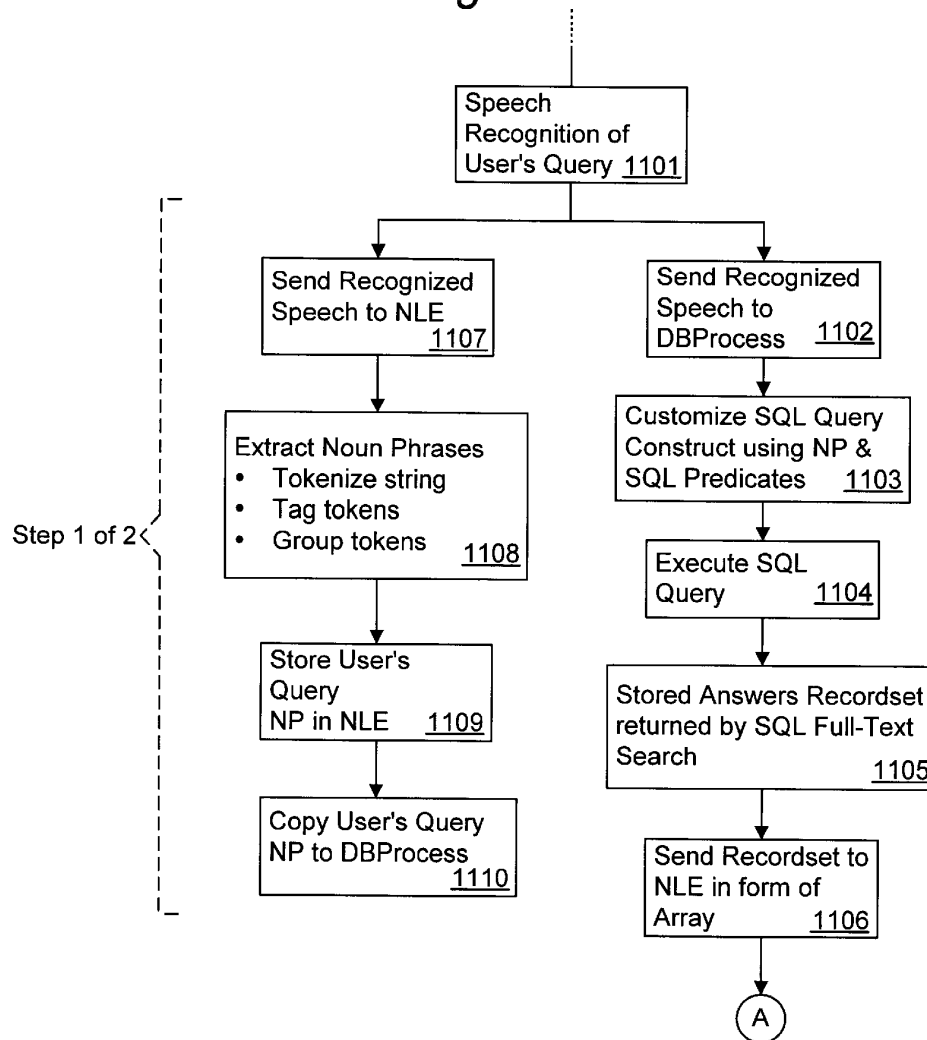 Speech
Recognition of
User's Query 1101
Send Recognized
Speech to NLE
1107
Send Recognized
Speech to
DBProcess 1102
Extract Noun Phrases
• Tokenize string
• Tag tokens
• Group tokens 1108
Customize SQL Query
Construct using NP &
SQL Predicates 1103
Step 1 of 2
Execute SQL
Query 1104
Store User's
Query
NP in NLE 1109
Stored Answers Recordset
returned by SQL Full-Text
Search
1105
Copy User's Query
NP to DBProcess
1110
Send Recordset to
NLE in form of
Array 1106
A